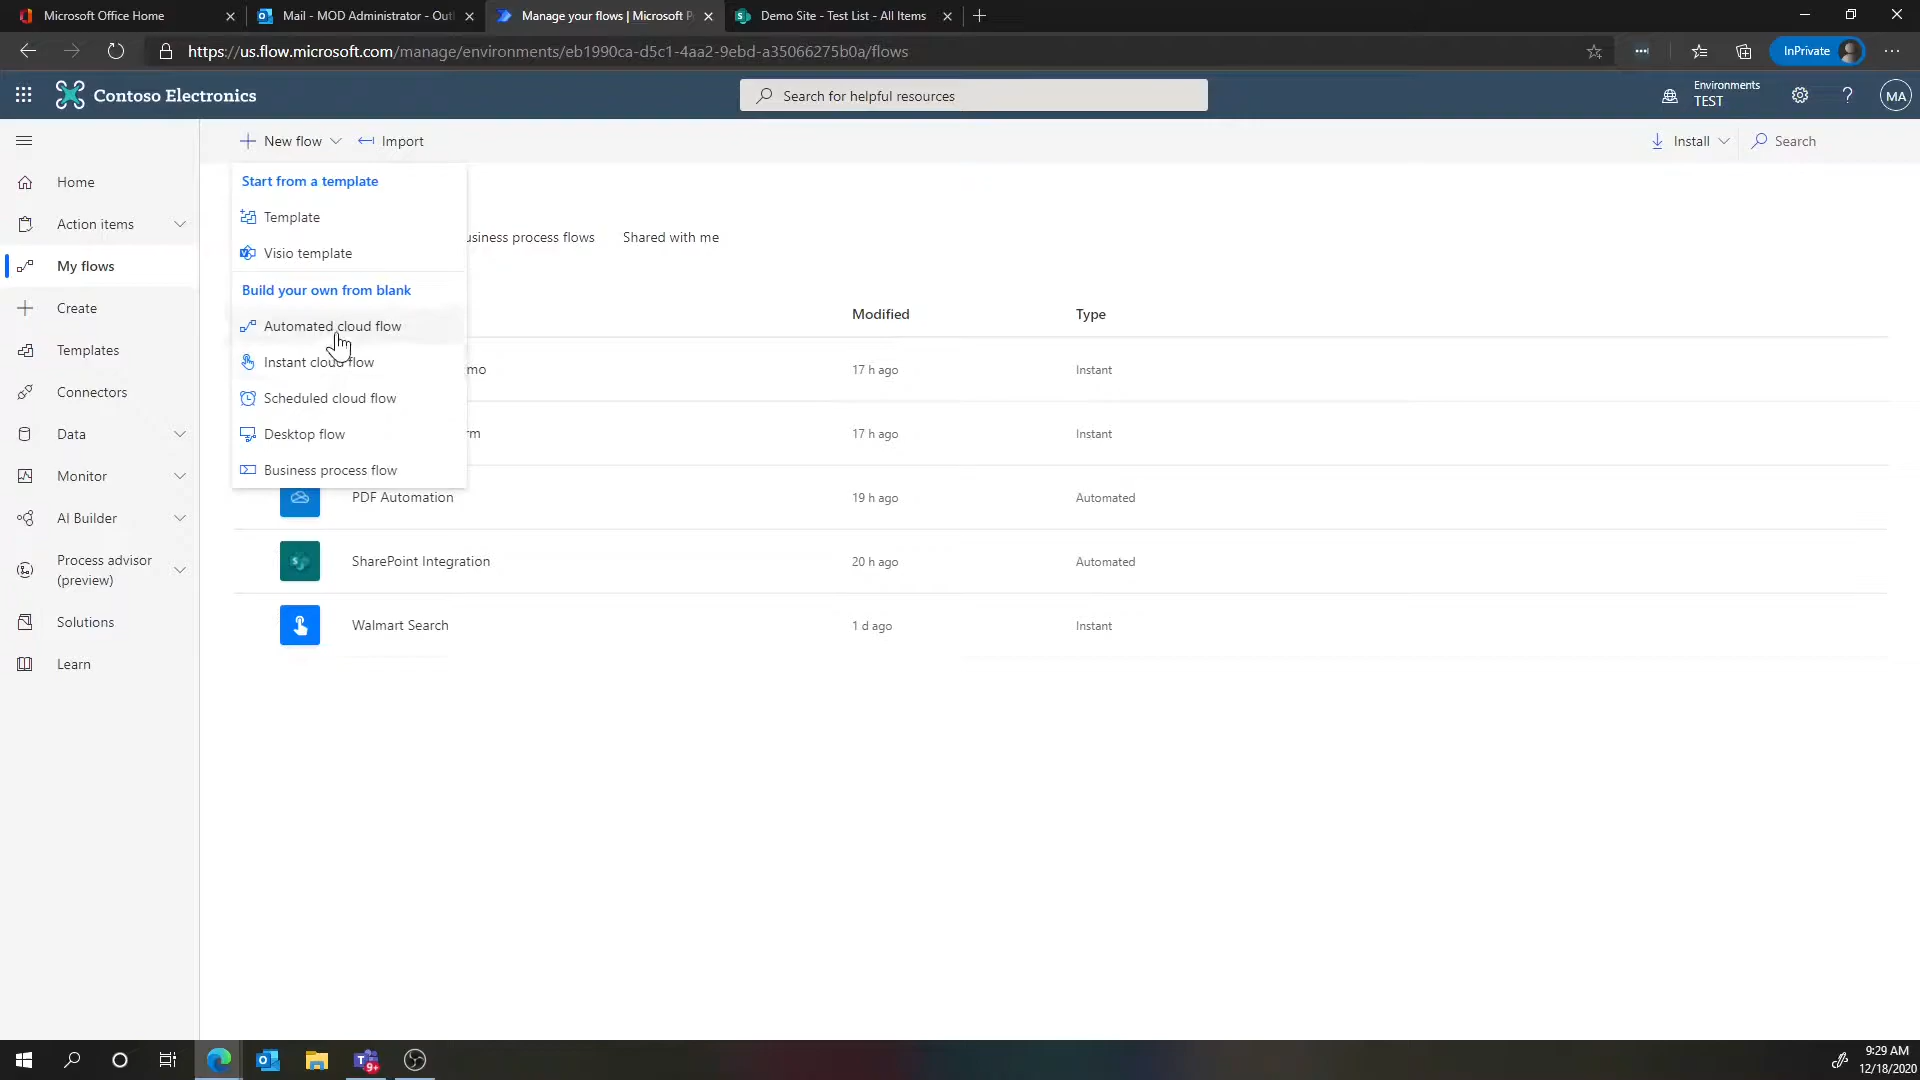 Microsoft Office Home
Mail - MOD Administrator - Outl
Manage your flows | Microsoft P
Demo Site - Test List - All Items
https://us.flow.microsoft.com/manage/environments/eb1990ca-d5c1-4aa2-9ebd-a35066275b0a/flows
InPrivate
Contoso Electronics
Search for helpful resources
Environments
TEST
MA
New flow
Import
Install
Search
Home
Action items
My flows
Create
Templates
Connectors
Data
Monitor
AI Builder
Process advisor
(preview)
Solutions
Learn
Start from a template
Template
Visio template
Build your own from blank
Automated cloud flow
Instant cloud flow
Scheduled cloud flow
Desktop flow
Business process flow
usiness process flows
Shared with me
Modified
Type
mo
17 h ago
Instant
rm
17 h ago
Instant
PDF Automation
19 h ago
Automated
SharePoint Integration
20 h ago
Automated
Walmart Search
1 d ago
Instant
9+
9:29 AM
12/18/2020